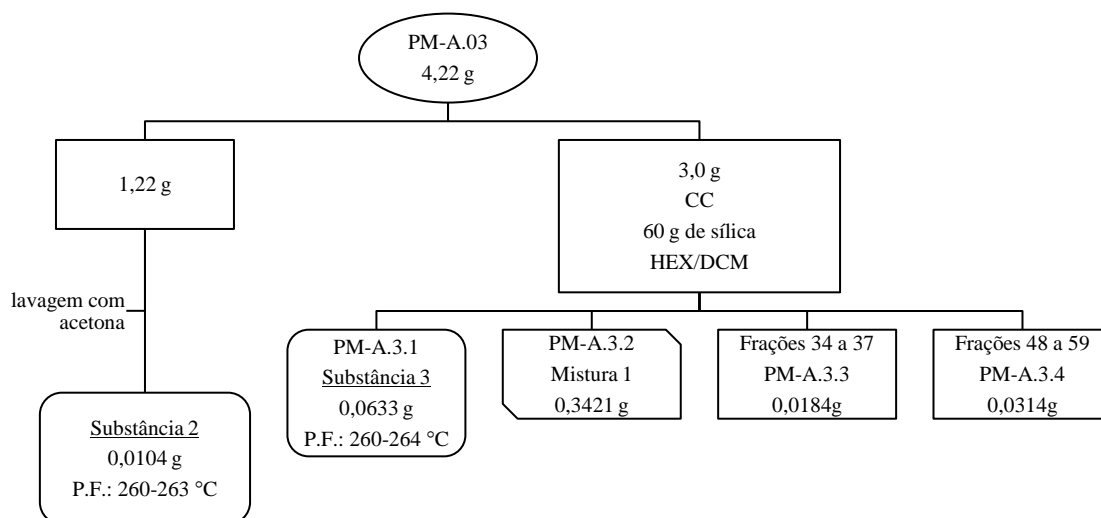 PM-A.03
4,22 g
1,22 g
3,0 g
CC
60 g de sílica
HEX/DCM
lavagem com
acetona
Substância 2
0,0104 g
P.F.: 260-263 °C
PM-A.3.1
Substância 3
0,0633 g
P.F.: 260-264 °C
PM-A.3.2
Mistura 1
0,3421 g
Frações 34 a 37
PM-A.3.3
0,0184g
Frações 48 a 59
PM-A.3.4
0,0314g